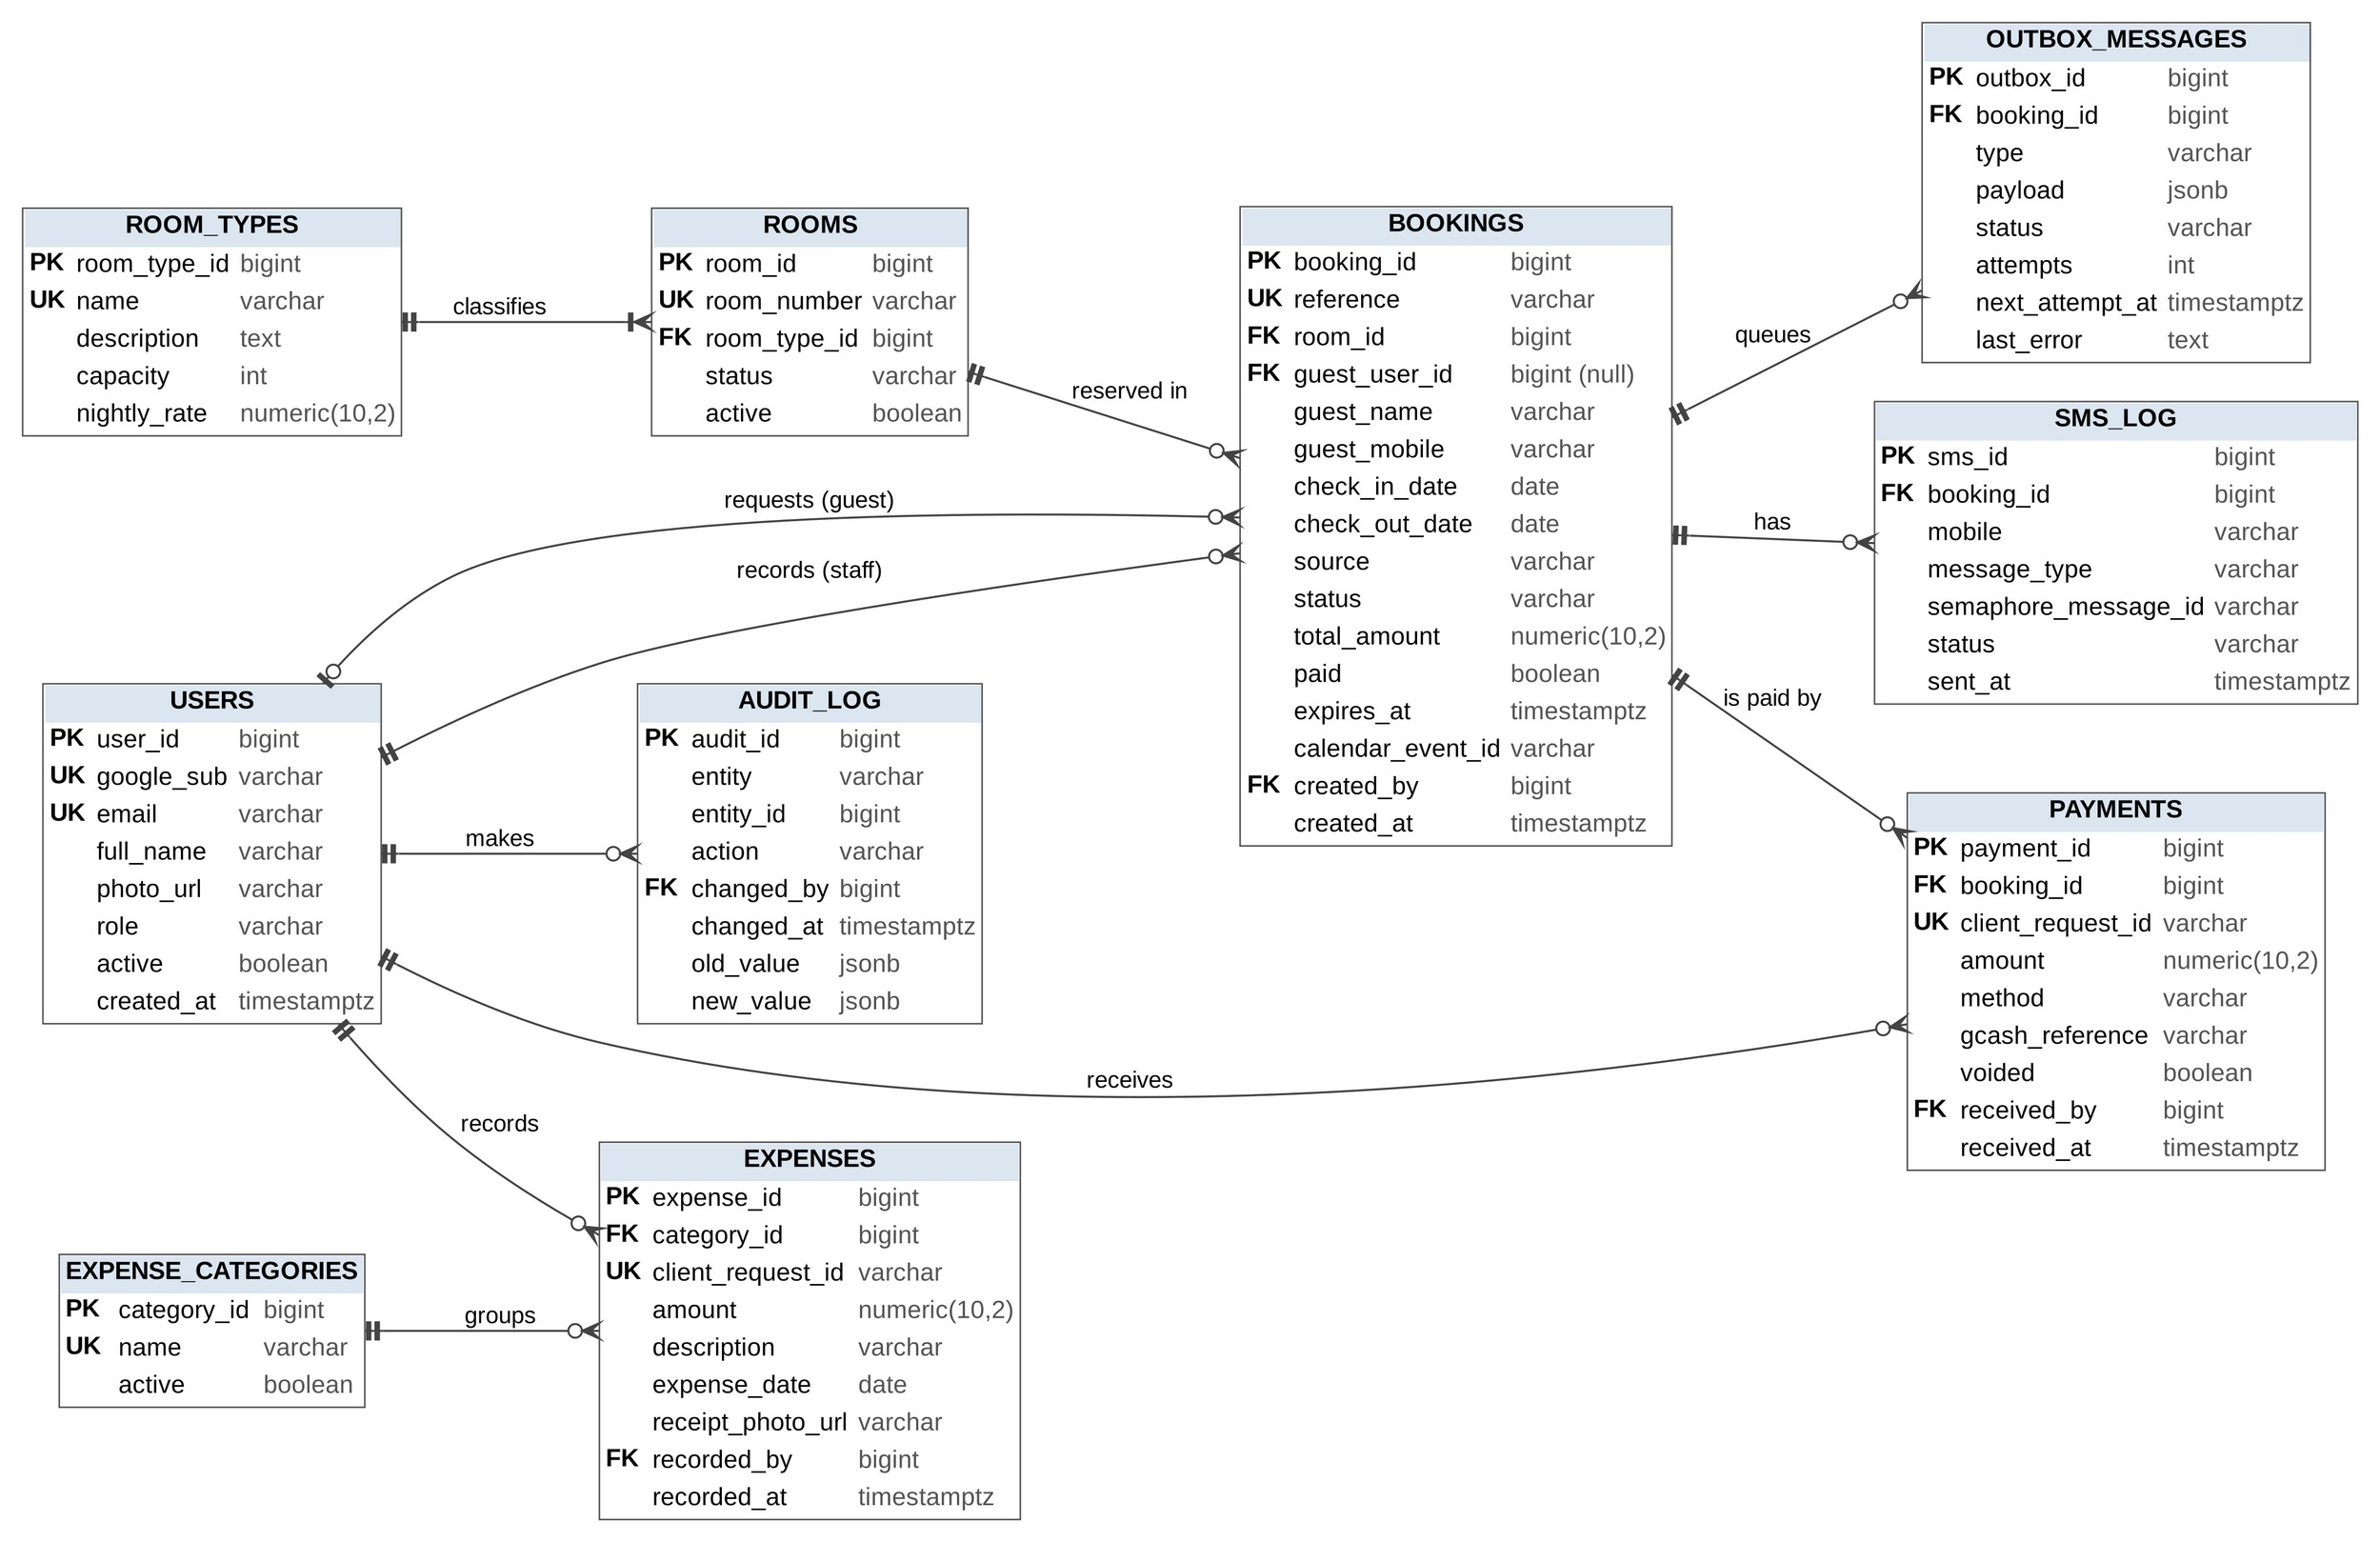 ROOM_TYPES
PK room_type_id bigint
UK name varchar
description text
capacity int
nightly_rate numeric(10,2)
classifies
ROOMS
PK room_id bigint
UK room_number varchar
FK room_type_id bigint
status varchar
active boolean
reserved in
requests (guest)
records (staff)
USERS
PK user_id bigint
UK google_sub varchar
UK email varchar
full_name varchar
photo_url varchar
role varchar
active boolean
created_at timestamptz
makes
AUDIT_LOG
PK audit_id bigint
entity varchar
entity_id bigint
action varchar
FK changed_by bigint
changed_at timestamptz
old_value jsonb
new_value jsonb
receives
records
EXPENSE_CATEGORIES
PK category_id bigint
UK name varchar
active boolean
groups
EXPENSES
PK expense_id bigint
FK category_id bigint
UK client_request_id varchar
amount numeric(10,2)
description varchar
expense_date date
receipt_photo_url varchar
FK recorded_by bigint
recorded_at timestamptz
BOOKINGS
PK booking_id bigint
UK reference varchar
FK room_id bigint
FK guest_user_id bigint (null)
guest_name varchar
guest_mobile varchar
check_in_date date
check_out_date date
source varchar
status varchar
total_amount numeric(10,2)
paid boolean
expires_at timestamptz
calendar_event_id varchar
FK created_by bigint
created_at timestamptz
queues
has
is paid by
OUTBOX_MESSAGES
PK outbox_id bigint
FK booking_id bigint
type varchar
payload jsonb
status varchar
attempts int
next_attempt_at timestamptz
last_error text
SMS_LOG
PK sms_id bigint
FK booking_id bigint
mobile varchar
message_type varchar
semaphore_message_id varchar
status varchar
sent_at timestamptz
PAYMENTS
PK payment_id bigint
FK booking_id bigint
UK client_request_id varchar
amount numeric(10,2)
method varchar
gcash_reference varchar
voided boolean
FK received_by bigint
received_at timestamptz